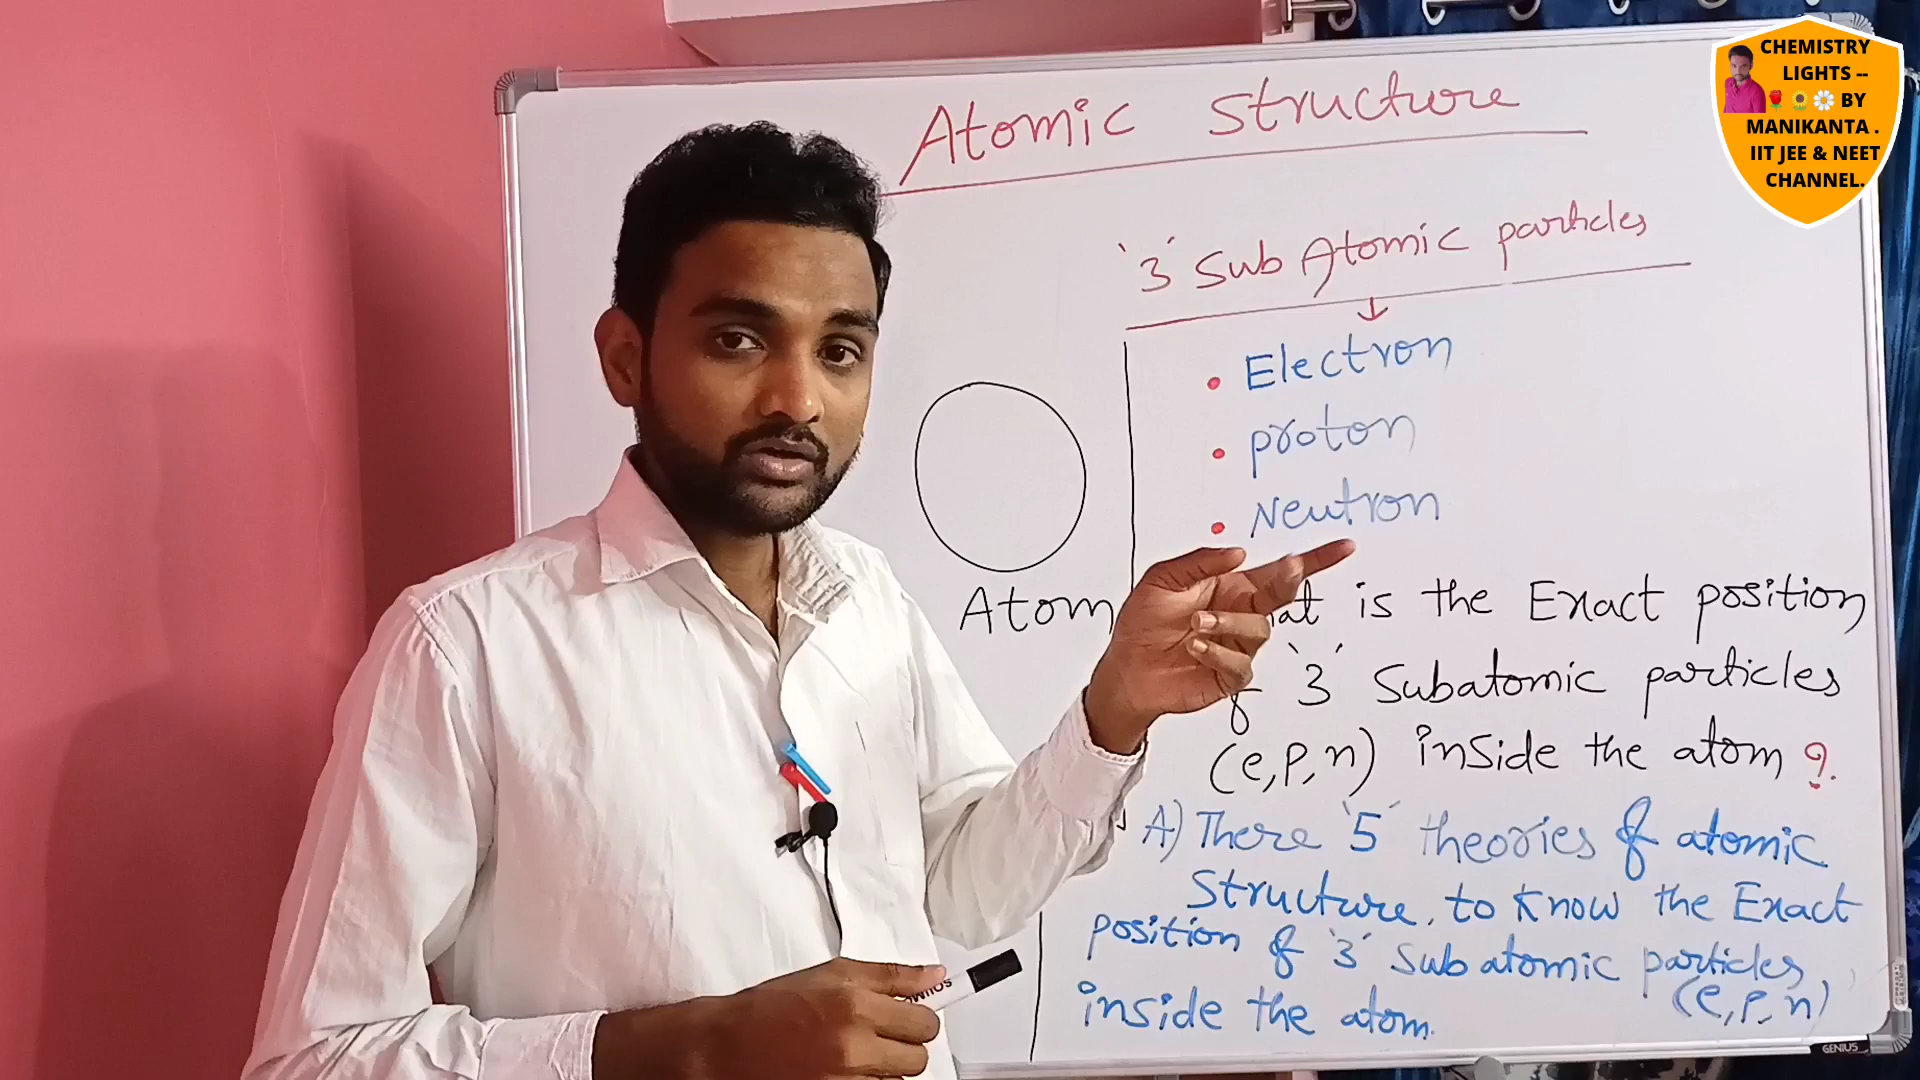 CHEMISTRY
LIGHTS --
🌹🌻🌼 BY
MANIKANTA .
IIT JEE & NEET
CHANNEL.
Atomic Structure
'3' Sub Atomic particles
↓
• Electron
• proton
• Neutron
Atom
is the Exact position
'3' Subatomic particles
(e,p,n) inside the atom ?.
A) There '5' theories of atomic
Structure, to know the Exact
position of '3' Subatomic particles
(e,p,n)
inside the atom.
GENIUS